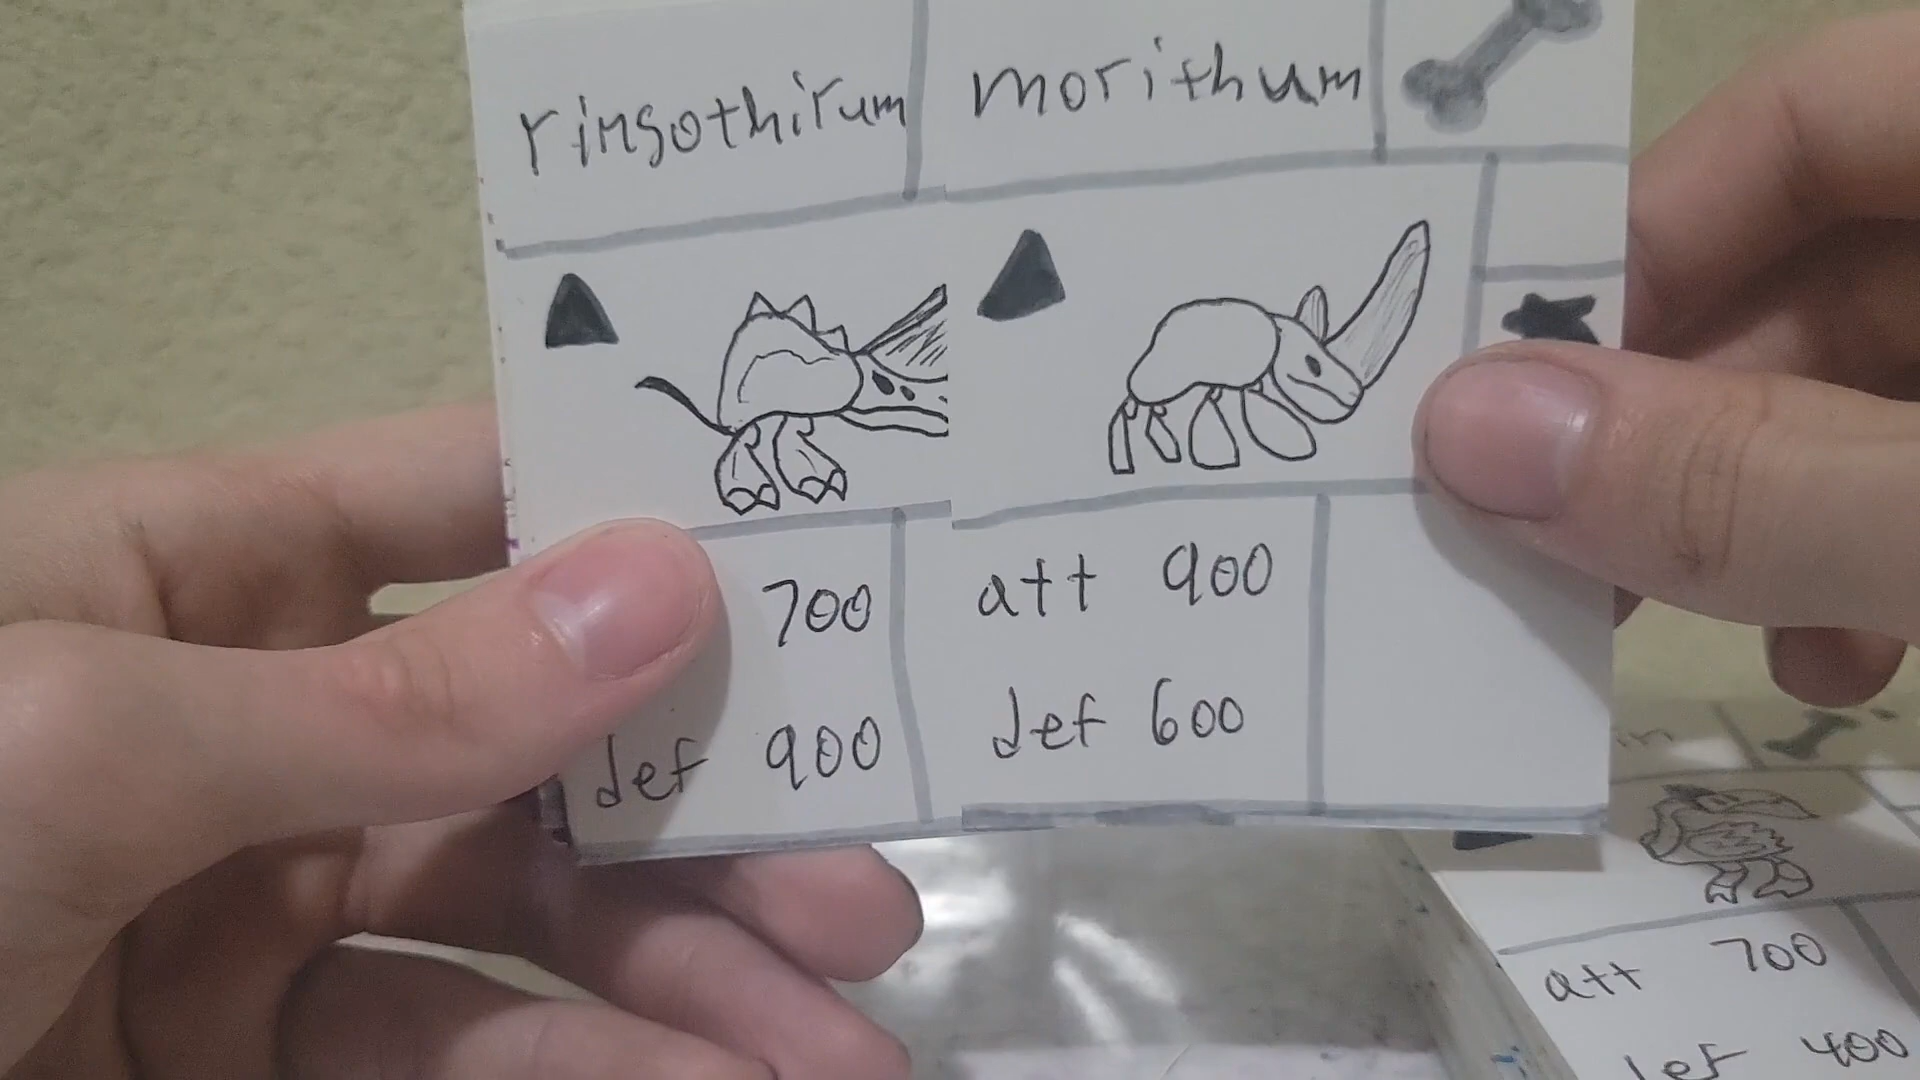 ringothirum
morithum
700
def 900
att 900
def 600
att 700
def 400